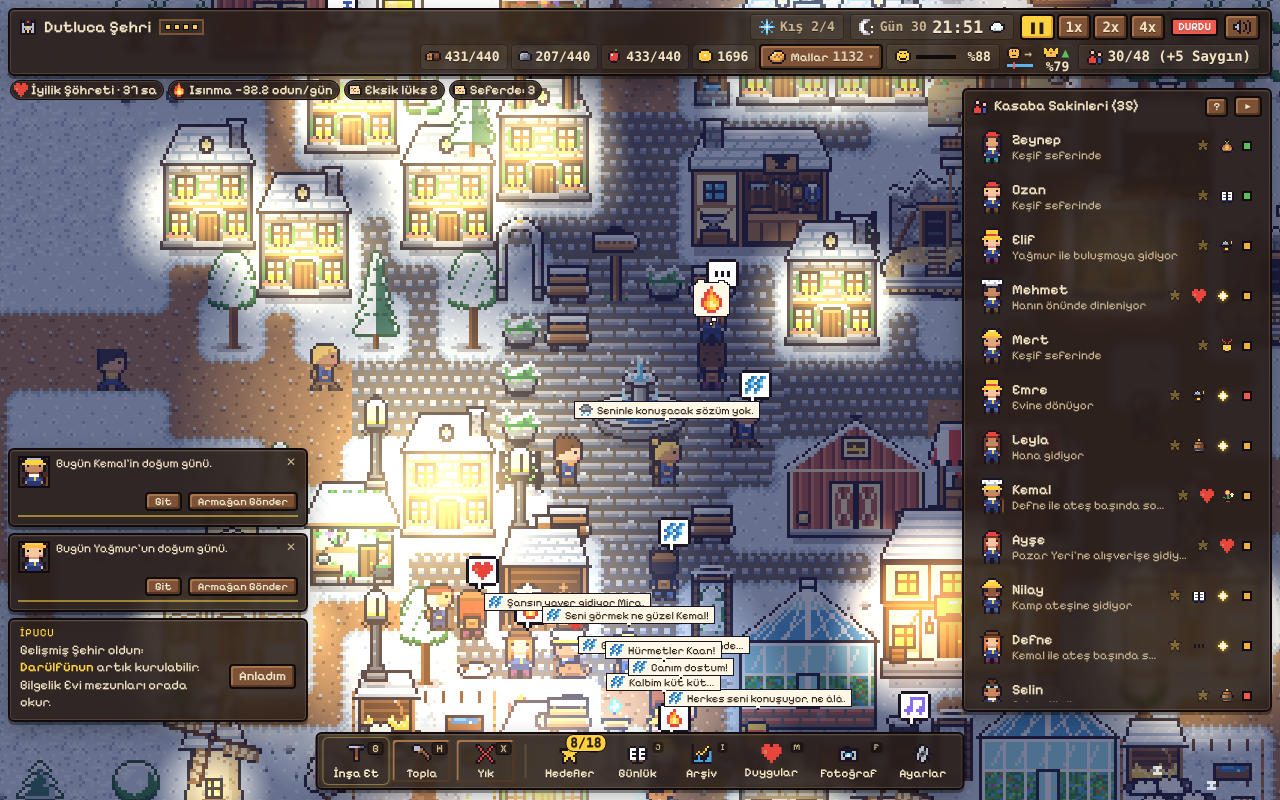 Dutluca Şehri
Kış 2/4
Gün 30 21:51
1x
2x
4x
DURDU
431/440
207/440
433/440
1696
Mallar 1132
%88
%79
30/48 (+5 Saygın)
İyilik Şöhreti · 37 sa
Isınma -32.2 odun/gün
Eksik lüks 2
Seferde: 3
Kasaba Sakinleri (35)
?
Zeynep
Keşif seferinde
Ozan
Keşif seferinde
Elif
Yağmur ile buluşmaya gidiyor
Mehmet
Hanın önünde dinleniyor
Mert
Keşif seferinde
Emre
Evine dönüyor
Leyla
Hana gidiyor
Kemal
Defne ile ateş başında so...
Ayşe
Pazar Yeri'ne alışverişe gidiy...
Nilay
Kamp ateşine gidiyor
Defne
Kemal ile ateş başında s...
Selin
Seninle konuşacak sözüm yok.
Şansın yaver gidiyor Mira.
Seni görmek ne güzel Kemal!
de...
Hürmetler Kaan!
Canım dostum!
Kalbim küt küt...
Herkes seni konuşuyor, ne âlâ.
Bugün Kemal'in doğum günü.
Git
Armağan Gönder
Bugün Yağmur'un doğum günü.
Git
Armağan Gönder
İPUCU
Gelişmiş Şehir oldun:
Darülfünun artık kurulabilir.
Bilgelik Evi mezunları orada
okur.
Anladım
8/18
G
İnşa Et
H
Topla
X
Yık
Hedefler
J
Günlük
I
Arşiv
M
Duygular
F
Fotoğraf
Ayarlar